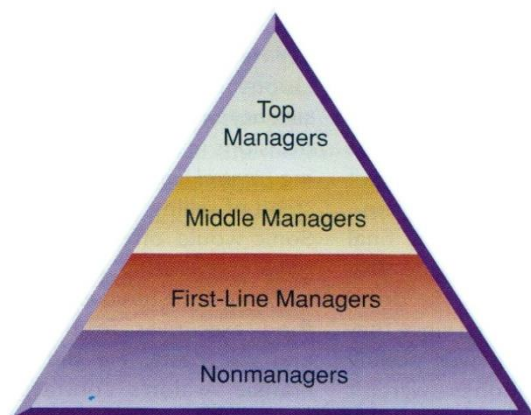 Top
Managers
Middle Managers
First-Line Managers
Nonmanagers